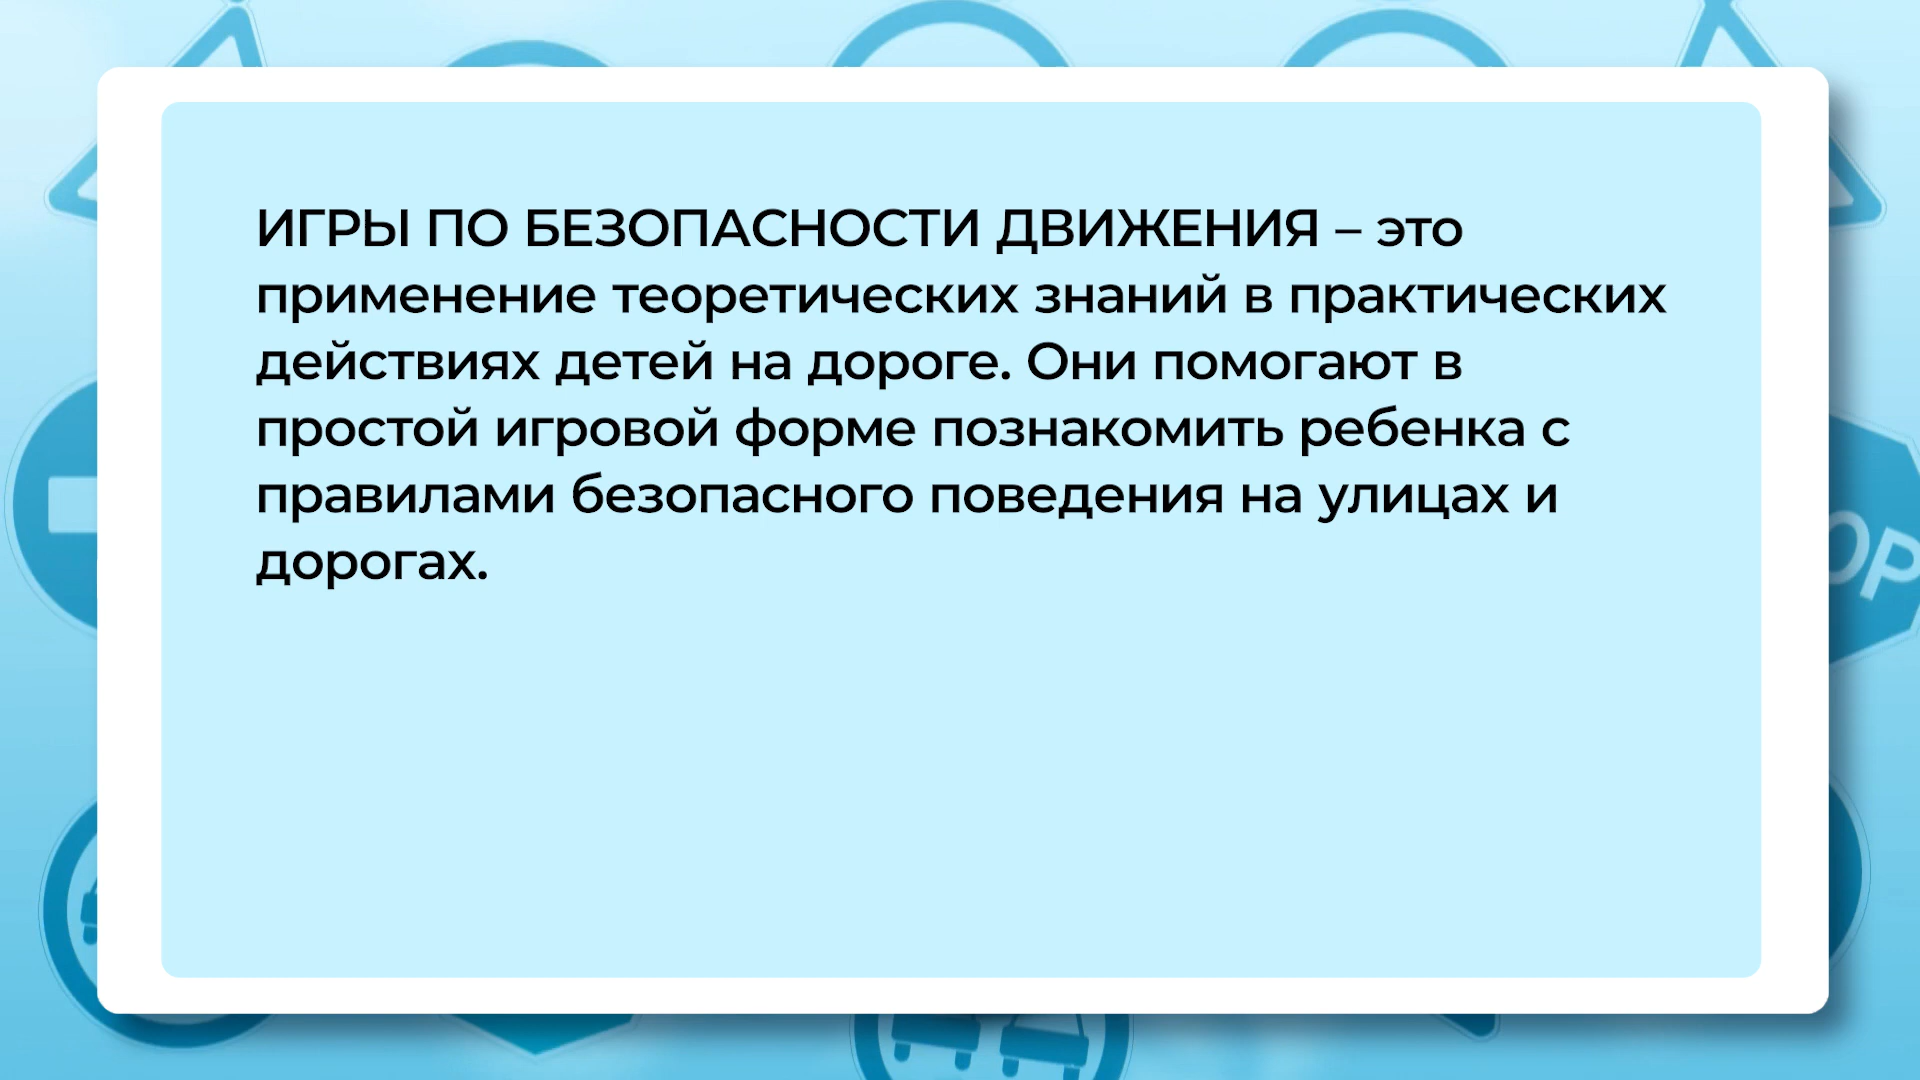 ИГРЫ ПО БЕЗОПАСНОСТИ ДВИЖЕНИЯ – это
применение теоретических знаний в практических
действиях детей на дороге. Они помогают в
простой игровой форме познакомить ребенка с
правилами безопасного поведения на улицах и
дорогах.
OP